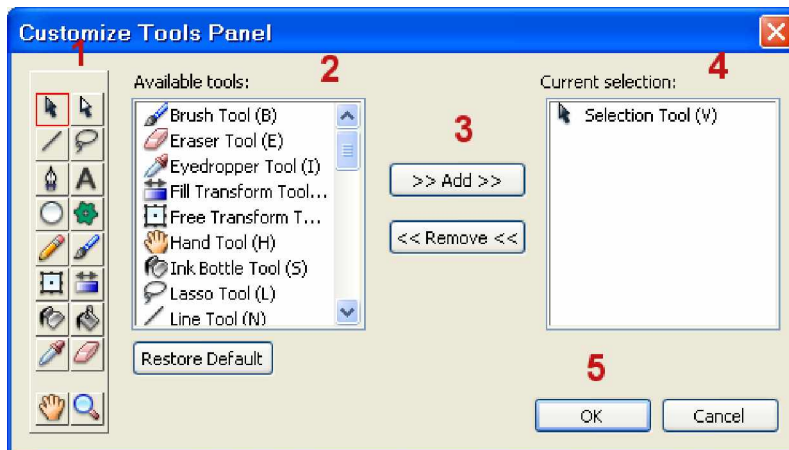 Customize Tools Panel
1
2
3
4
Available tools:
Current selection:
Brush Tool (B)
Eraser Tool (E)
Eyedropper Tool (I)
Fill Transform Tool...
Free Transform T...
Hand Tool (H)
Ink Bottle Tool (S)
Lasso Tool (L)
Line Tool (N)
A
>> Add >>
<< Remove <<
Selection Tool (V)
Restore Default
5
OK
Cancel